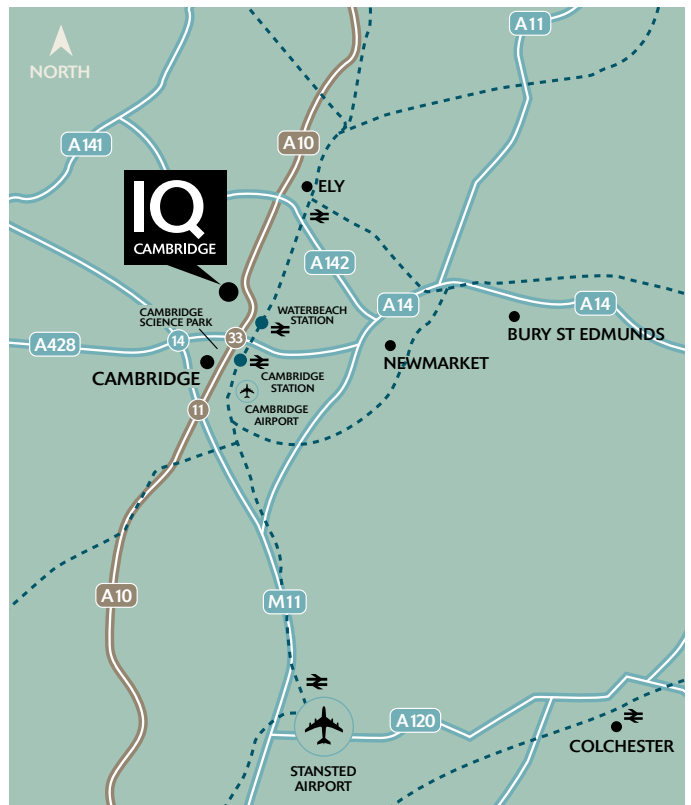 NORTH
A11
A141
A10
IQ
CAMBRIDGE
ELY
A142
CAMBRIDGE
SCIENCE PARK
WATERBEACH
STATION
A14
A14
BURY ST EDMUNDS
A428
14
33
NEWMARKET
CAMBRIDGE
CAMBRIDGE
STATION
CAMBRIDGE
AIRPORT
11
A10
M11
A120
COLCHESTER
STANSTED
AIRPORT